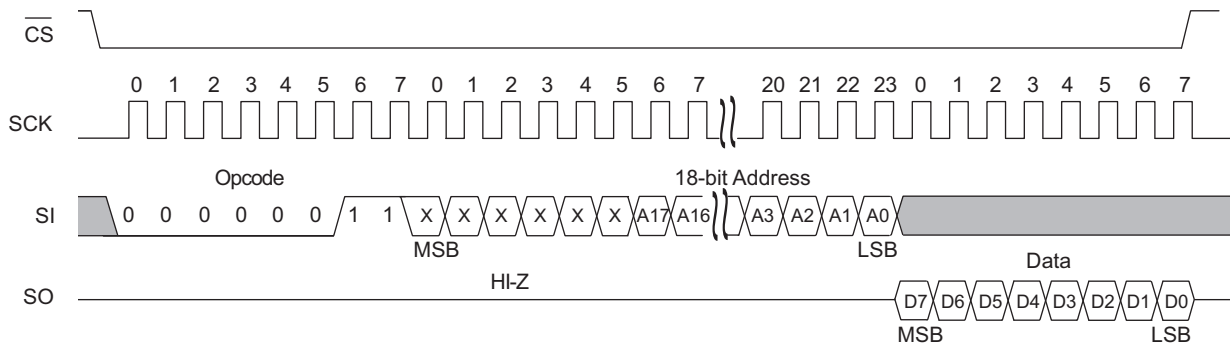 CS
0 1 2 3 4 5 6 7 0 1 2 3 4 5 6 7 20 21 22 23 0 1 2 3 4 5 6 7
SCK
Opcode 18-bit Address
SI 0 0 0 0 0 0 1 1 X X X X X X A17 A16 A3 A2 A1 A0
MSB LSB Data
HI-Z
SO D7 D6 D5 D4 D3 D2 D1 D0
MSB LSB